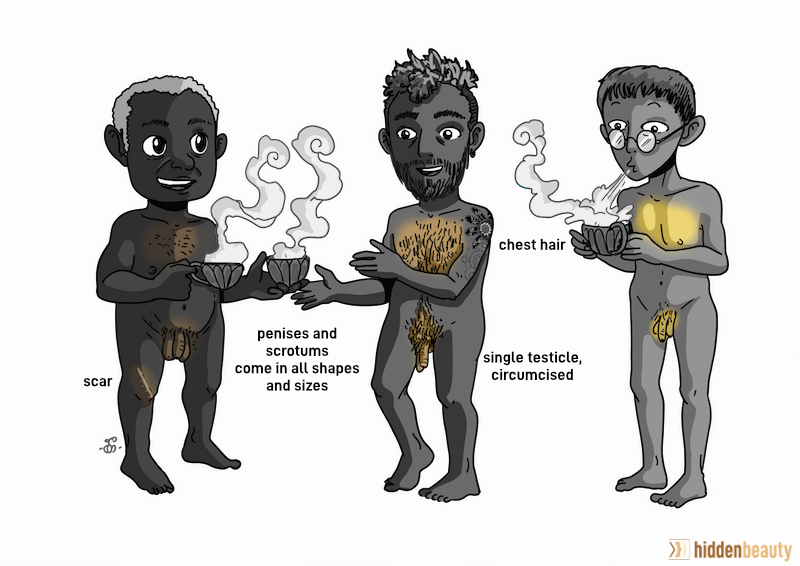 chest hair
penises and
scrotums
come in all shapes
and sizes
single testicle,
circumcised
scar
hiddenbeauty